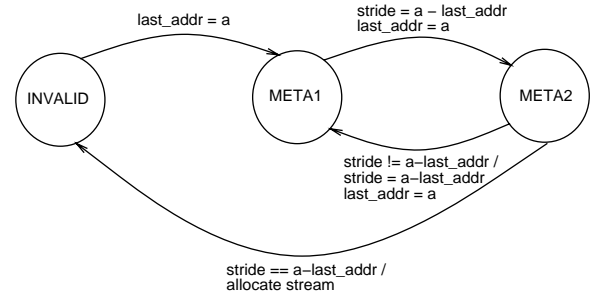 last_addr = a
stride = a − last_addr
last_addr = a
INVALID
META1
META2
stride != a−last_addr /
stride = a−last_addr
last_addr = a
stride == a−last_addr /
allocate stream